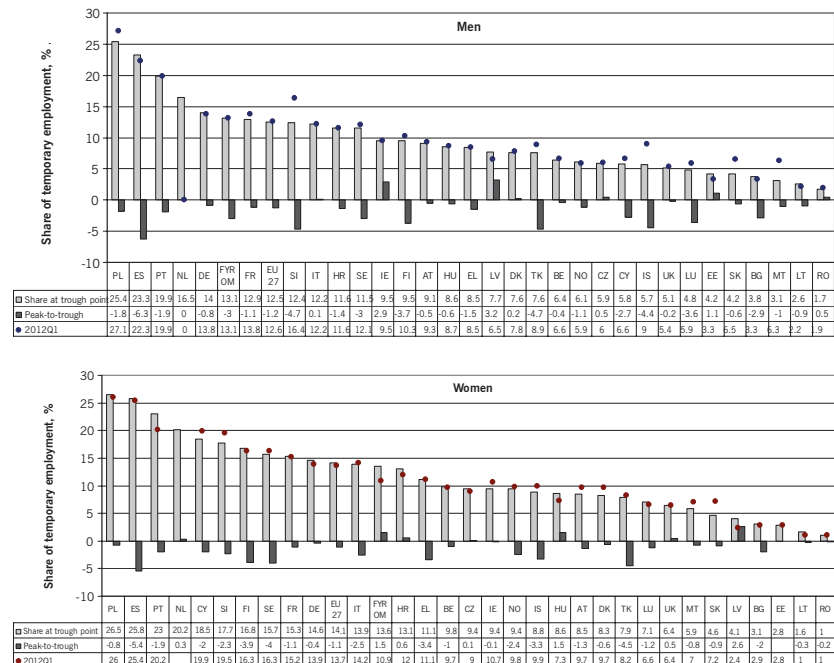 Men
Share of temporary employment, %
30
25
20
15
10
5
0
-5
-10
PL ES PT NL DE FYR OM FR EU 27 SI IT HR SE IE FI AT HU EL LV DK TK BE NO CZ CY IS UK LU EE SK BG MT LT RO
Share at trough point 25.4 23.3 19.9 16.5 14 13.1 12.9 12.5 12.4 12.2 11.6 11.5 9.5 9.5 9.1 8.6 8.5 7.7 7.6 7.6 6.4 6.1 5.9 5.8 5.7 5.1 4.8 4.2 4.2 3.8 3.1 2.6 1.7
Peak-to-trough -1.8 -6.3 -1.9 0 -0.8 -3 -1.1 -1.2 -4.7 0.1 -1.4 -3 2.9 -3.7 -0.5 -0.6 -1.5 3.2 0.2 -4.7 -0.4 -1.1 0.5 -2.7 -4.4 -0.2 -3.6 1.1 -0.6 -2.9 -1 -0.9 0.5
2012Q1 27.1 22.3 19.9 0 13.8 13.1 13.8 12.6 16.4 12.2 11.6 12.1 9.5 10.3 9.3 8.7 8.5 6.5 7.8 8.9 6.6 5.9 6 6.6 9 5.4 5.9 3.3 6.5 3.3 6.3 2.2 1.9
Women
Share of temporary employment, %
30
25
20
15
10
5
0
-5
-10
PL ES PT NL CY SI FI SE FR DE EU 27 IT FYR OM HR EL BE CZ IE NO IS HU AT DK TK LU UK MT SK LV BG EE LT RO
Share at trough point 26.5 25.8 23 20.2 18.5 17.7 16.8 15.7 15.3 14.6 14.1 13.9 13.6 13.1 11.1 9.8 9.4 9.4 9.4 8.8 8.6 8.5 8.3 7.9 7.1 6.4 5.9 4.6 4.1 3.1 2.8 1.6 1
Peak-to-trough -0.8 -5.4 -1.9 0.3 -2 -2.3 -3.9 -4 -1.1 -0.4 -1.1 -2.5 1.5 0.6 -3.4 -1 0.1 -0.1 -2.4 -3.3 1.5 -1.3 -0.6 -4.5 -1.2 0.5 -0.8 -0.9 2.6 -2 -0.3 -0.2
2012Q1 26 25.4 20.2 19.9 19.5 16.3 16.3 15.2 13.9 13.7 14.2 10.9 12 11.1 9.7 9 10.7 9.8 9.9 7.3 9.7 9.7 8.2 6.6 6.4 7 7.2 2.4 2.9 2.8 1 1